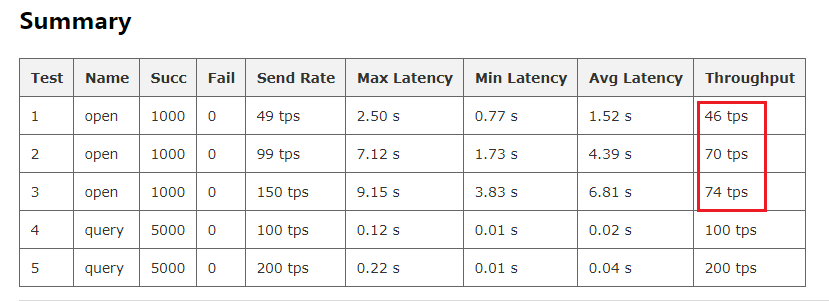 Summary
Test Name Succ Fail Send Rate Max Latency Min Latency Avg Latency Throughput
1 open 1000 0 49 tps 2.50 s 0.77 s 1.52 s 46 tps
2 open 1000 0 99 tps 7.12 s 1.73 s 4.39 s 70 tps
3 open 1000 0 150 tps 9.15 s 3.83 s 6.81 s 74 tps
4 query 5000 0 100 tps 0.12 s 0.01 s 0.02 s 100 tps
5 query 5000 0 200 tps 0.22 s 0.01 s 0.04 s 200 tps